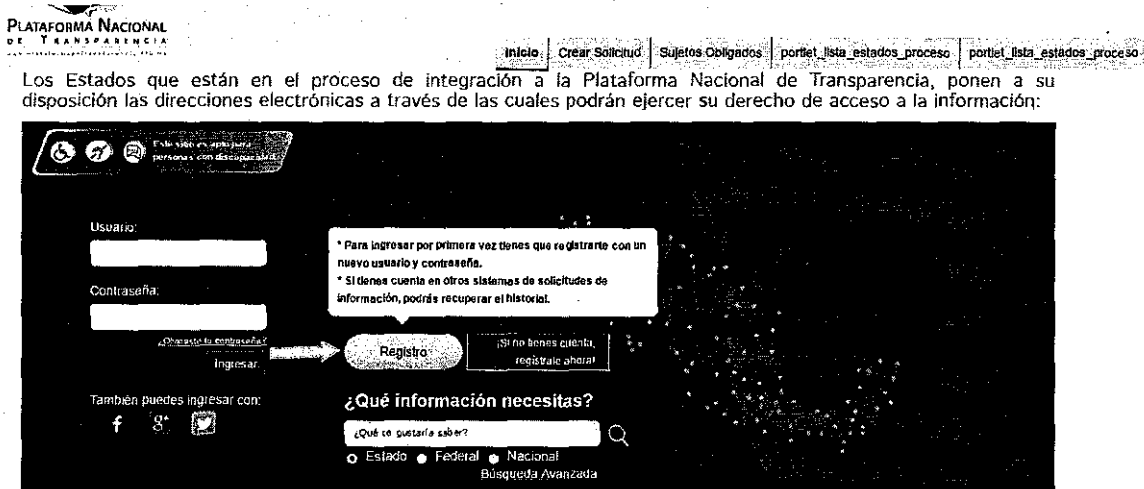 PLATAFORMA NACIONAL
DE TRANSPARENCIA
Inicio Crear Solicitud Sujetos Obligados portlet_lista_estados_proceso portlet_lista_estados_proceso
Los Estados que están en el proceso de integración a la Plataforma Nacional de Transparencia, ponen a su
disposición las direcciones electrónicas a través de las cuales podrán ejercer su derecho de acceso a la información:
Este sitio es apto para
personas con discapacidad
Usuario:
Contraseña:
¿Olvidaste tu contraseña?
Ingresar
También puedes ingresar con:
f g+
* Para ingresar por primera vez tienes que registrarte con un
nuevo usuario y contraseña.
* Si tienes cuenta en otros sistemas de solicitudes de
información, podrás recuperar el historial.
Registro
¡Si no tienes cuenta,
regístrate ahora!
¿Qué información necesitas?
¿Qué te gustaría saber?
Estado Federal Nacional
Búsqueda Avanzada